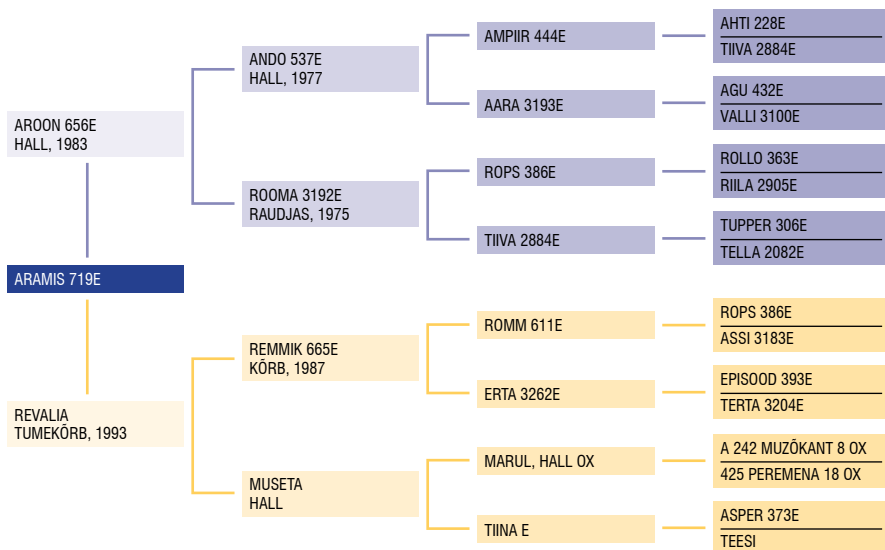 AROON 656E
HALL, 1983
ARAMIS 719E
REVALIA
TUMEKÕRB, 1993
ANDO 537E
HALL, 1977
ROOMA 3192E
RAUDJAS, 1975
REMMIK 665E
KÕRB, 1987
MUSETA
HALL
AMPIIR 444E
AARA 3193E
ROPS 386E
TIIVA 2884E
ROMM 611E
ERTA 3262E
MARUL, HALL OX
TIINA E
AHTI 228E
TIIVA 2884E
AGU 432E
VALLI 3100E
ROLLO 363E
RIILA 2905E
TUPPER 306E
TELLA 2082E
ROPS 386E
ASSI 3183E
EPISOOD 393E
TERTA 3204E
A 242 MUZÕKANT 8 OX
425 PEREMENA 18 OX
ASPER 373E
TEESI